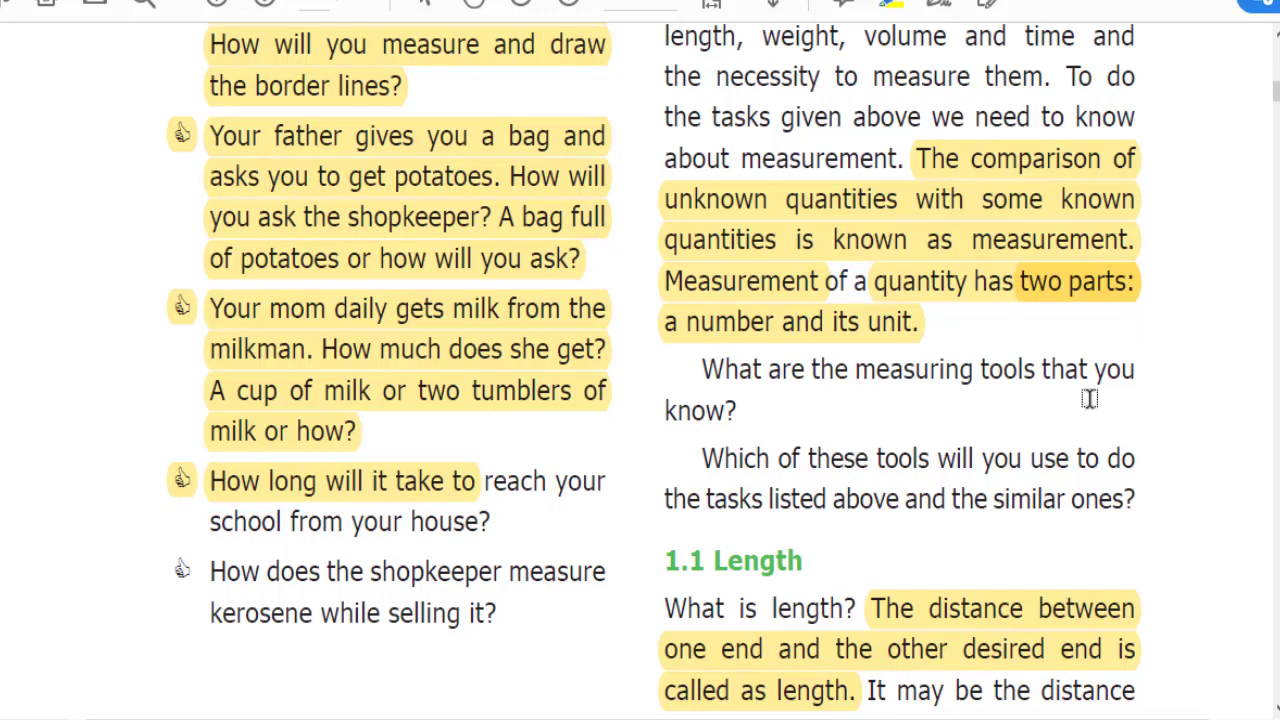 How will you measure and draw
the border lines?
Your father gives you a bag and
asks you to get potatoes. How will
you ask the shopkeeper? A bag full
of potatoes or how will you ask?
Your mom daily gets milk from the
milkman. How much does she get?
A cup of milk or two tumblers of
milk or how?
How long will it take to reach your
school from your house?
How does the shopkeeper measure
kerosene while selling it?
length, weight, volume and time and
the necessity to measure them. To do
the tasks given above we need to know
about measurement. The comparison of
unknown quantities with some known
quantities is known as measurement.
Measurement of a quantity has two parts:
a number and its unit.
What are the measuring tools that you
know?
Which of these tools will you use to do
the tasks listed above and the similar ones?
1.1 Length
What is length? The distance between
one end and the other desired end is
called as length. It may be the distance